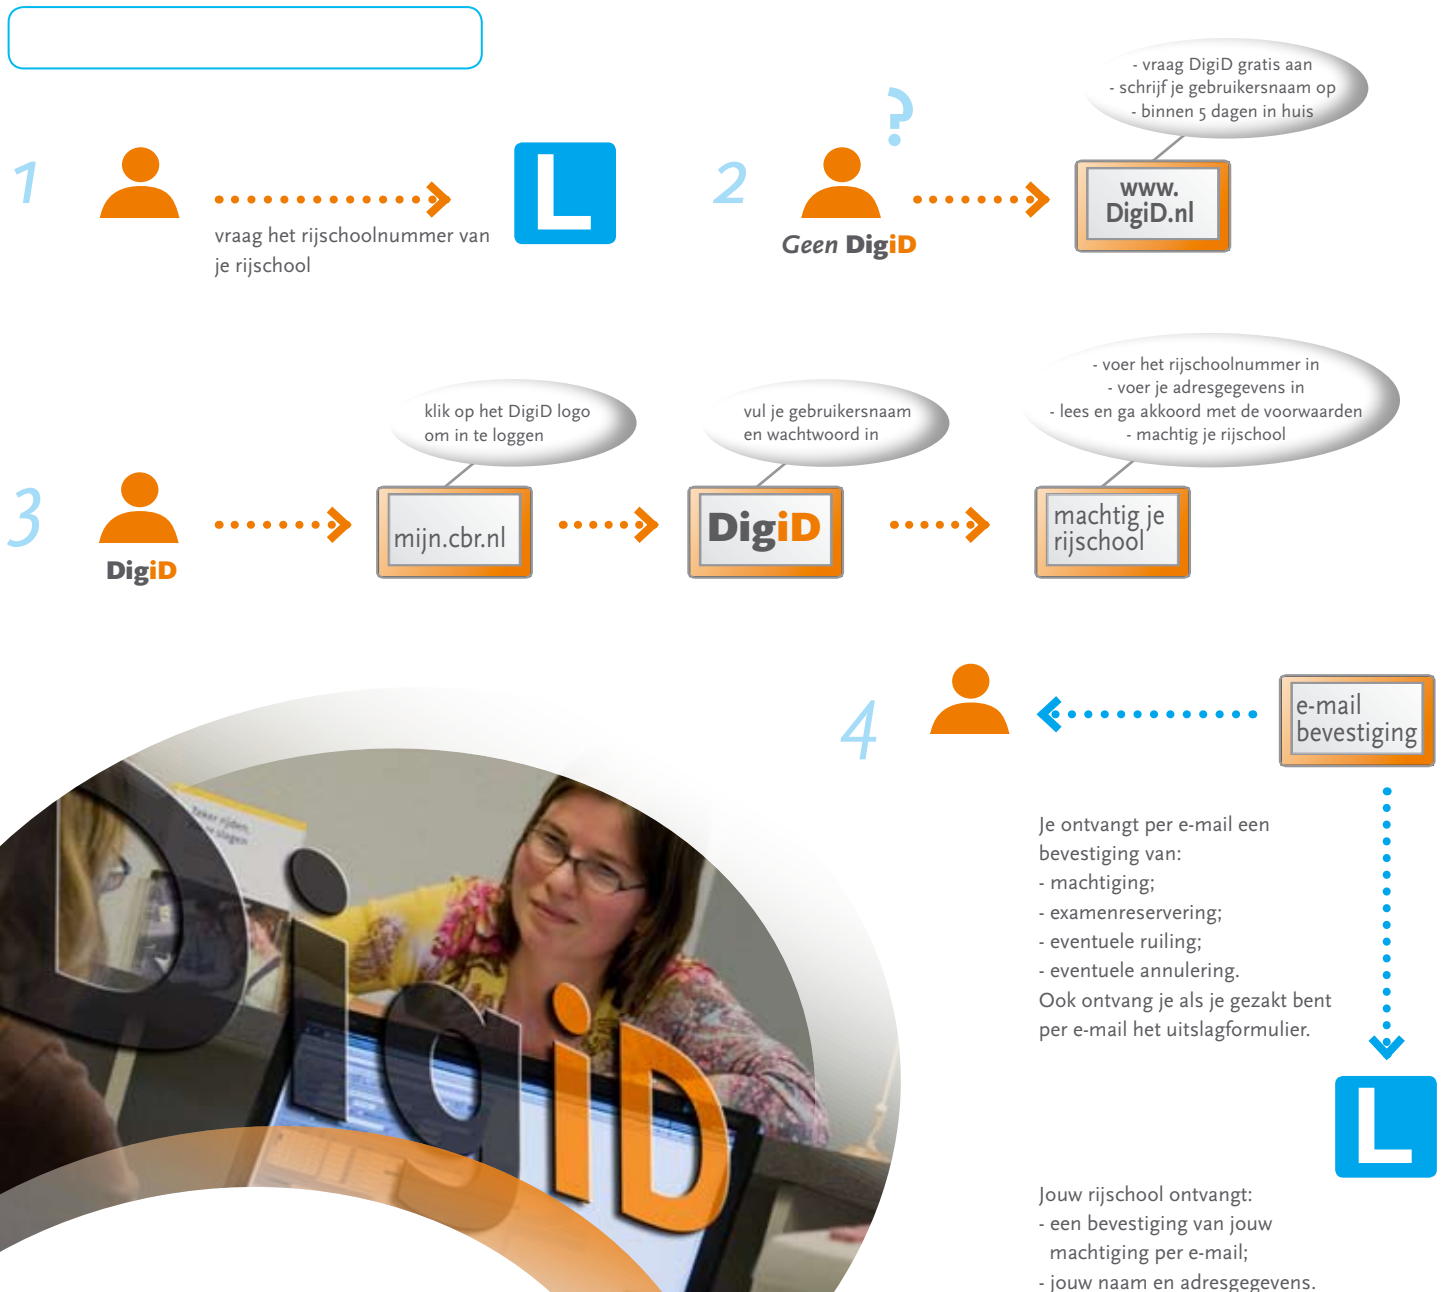 1
vraag het rijschoolnummer van
je rijschool
L
2
?
Geen DigiD
- vraag DigiD gratis aan
- schrijf je gebruikersnaam op
- binnen 5 dagen in huis
www.
DigiD.nl
3
DigiD
klik op het DigiD logo
om in te loggen
mijn.cbr.nl
vul je gebruikersnaam
en wachtwoord in
DigiD
- voer het rijschoolnummer in
- voer je adresgegevens in
- lees en ga akkoord met de voorwaarden
- machtig je rijschool
machtig je
rijschool
4
e-mail
bevestiging
Je ontvangt per e-mail een
bevestiging van:
- machtiging;
- examenreservering;
- eventuele ruiling;
- eventuele annulering.
Ook ontvang je als je gezakt bent
per e-mail het uitslagformulier.
L
Jouw rijschool ontvangt:
- een bevestiging van jouw
machtiging per e-mail;
- jouw naam en adresgegevens.
Zeker rijden,
slagen
DigiD